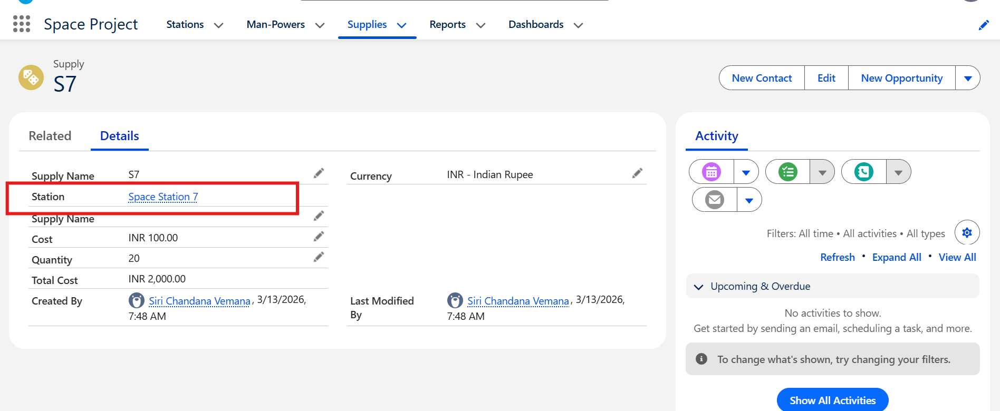 Space Project Stations Man-Powers Supplies Reports Dashboards
Supply
S7
New Contact Edit New Opportunity
Related Details
Supply Name S7
Currency INR - Indian Rupee
Station Space Station 7
Supply Name
Cost INR 100.00
Quantity 20
Total Cost INR 2,000.00
Created By Siri Chandana Vemana, 3/13/2026,
7:48 AM
Last Modified Siri Chandana Vemana, 3/13/2026,
By 7:48 AM
Activity
Filters: All time • All activities • All types
Refresh • Expand All • View All
Upcoming & Overdue
No activities to show.
Get started by sending an email, scheduling a task, and more.
To change what's shown, try changing your filters.
Show All Activities